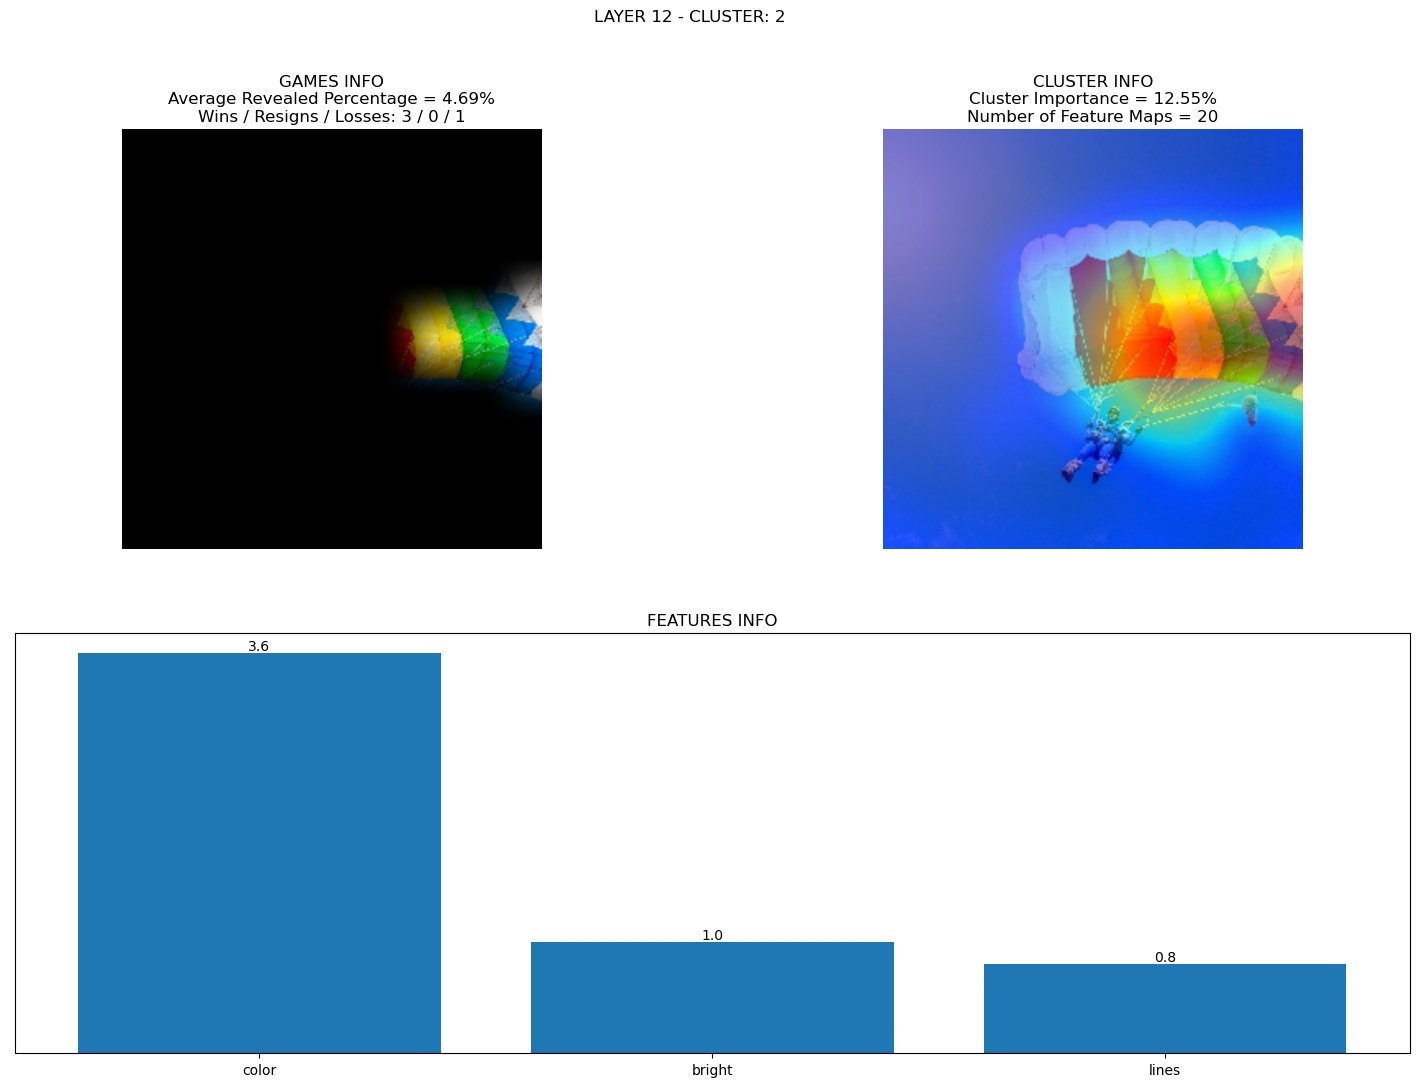 LAYER 12 - CLUSTER: 2
GAMES INFO
Average Revealed Percentage = 4.69%
Wins / Resigns / Losses: 3 / 0 / 1
CLUSTER INFO
Cluster Importance = 12.55%
Number of Feature Maps = 20
FEATURES INFO
3.6
1.0
0.8
color
bright
lines